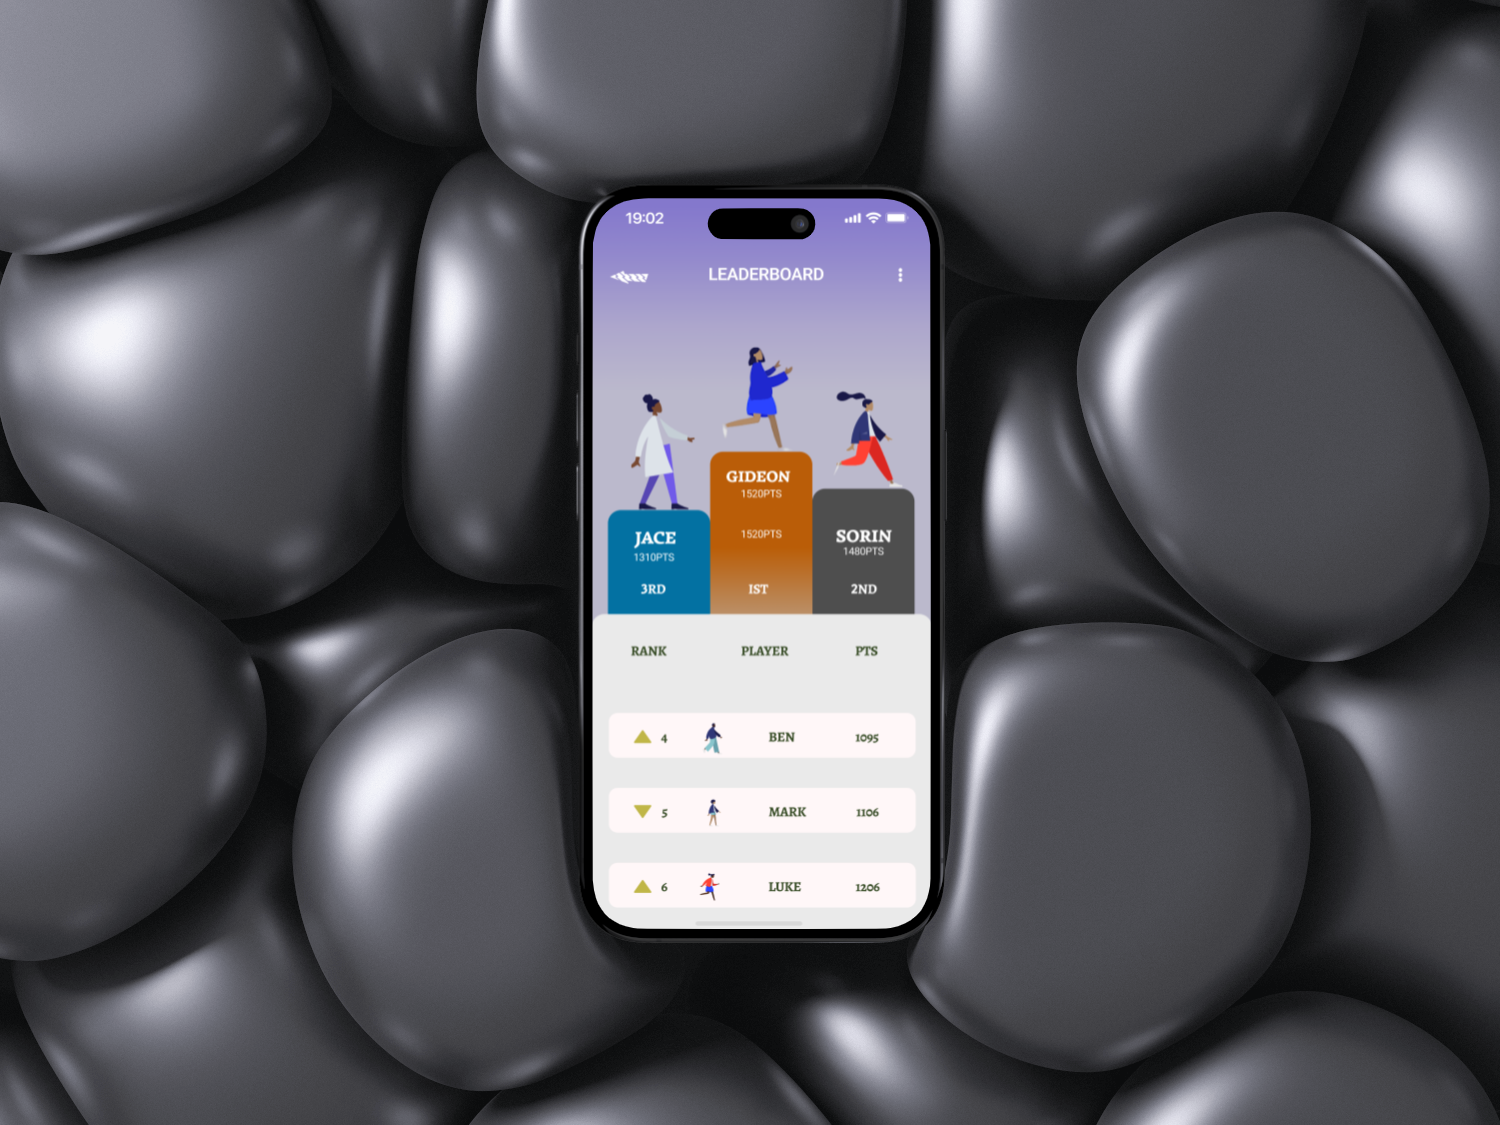 19:02
LEADERBOARD
GIDEON
1520PTS
1520PTS
IST
JACE
1310PTS
3RD
SORIN
1480PTS
2ND
RANK PLAYER PTS
4 BEN 1095
5 MARK 1106
6 LUKE 1206